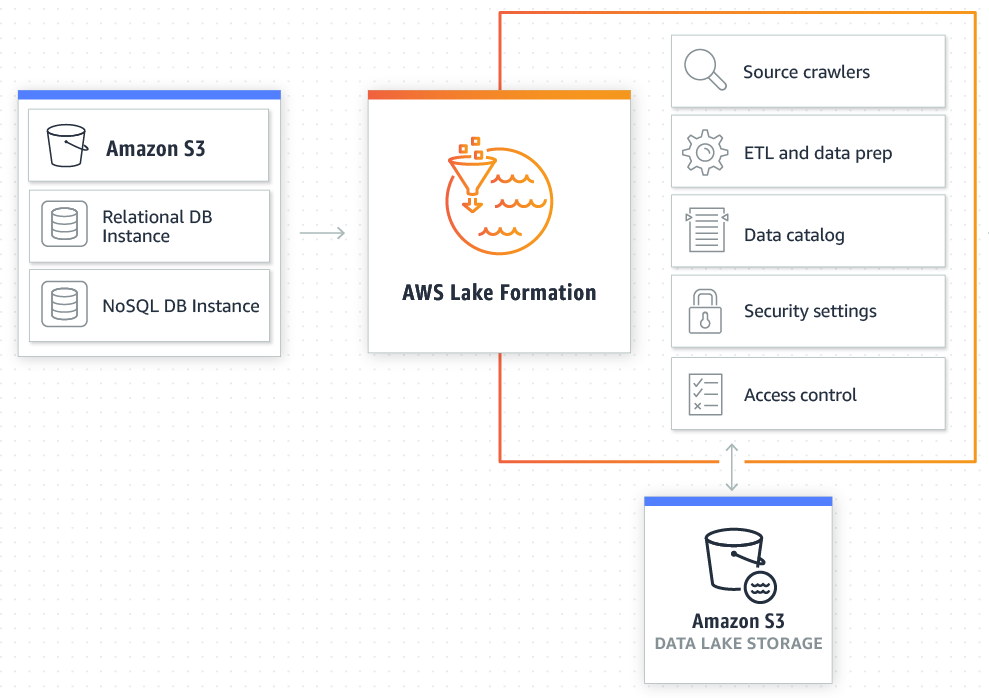 Amazon S3
Relational DB
Instance
NoSQL DB Instance
AWS Lake Formation
Source crawlers
ETL and data prep
Data catalog
Security settings
Access control
Amazon S3
DATA LAKE STORAGE